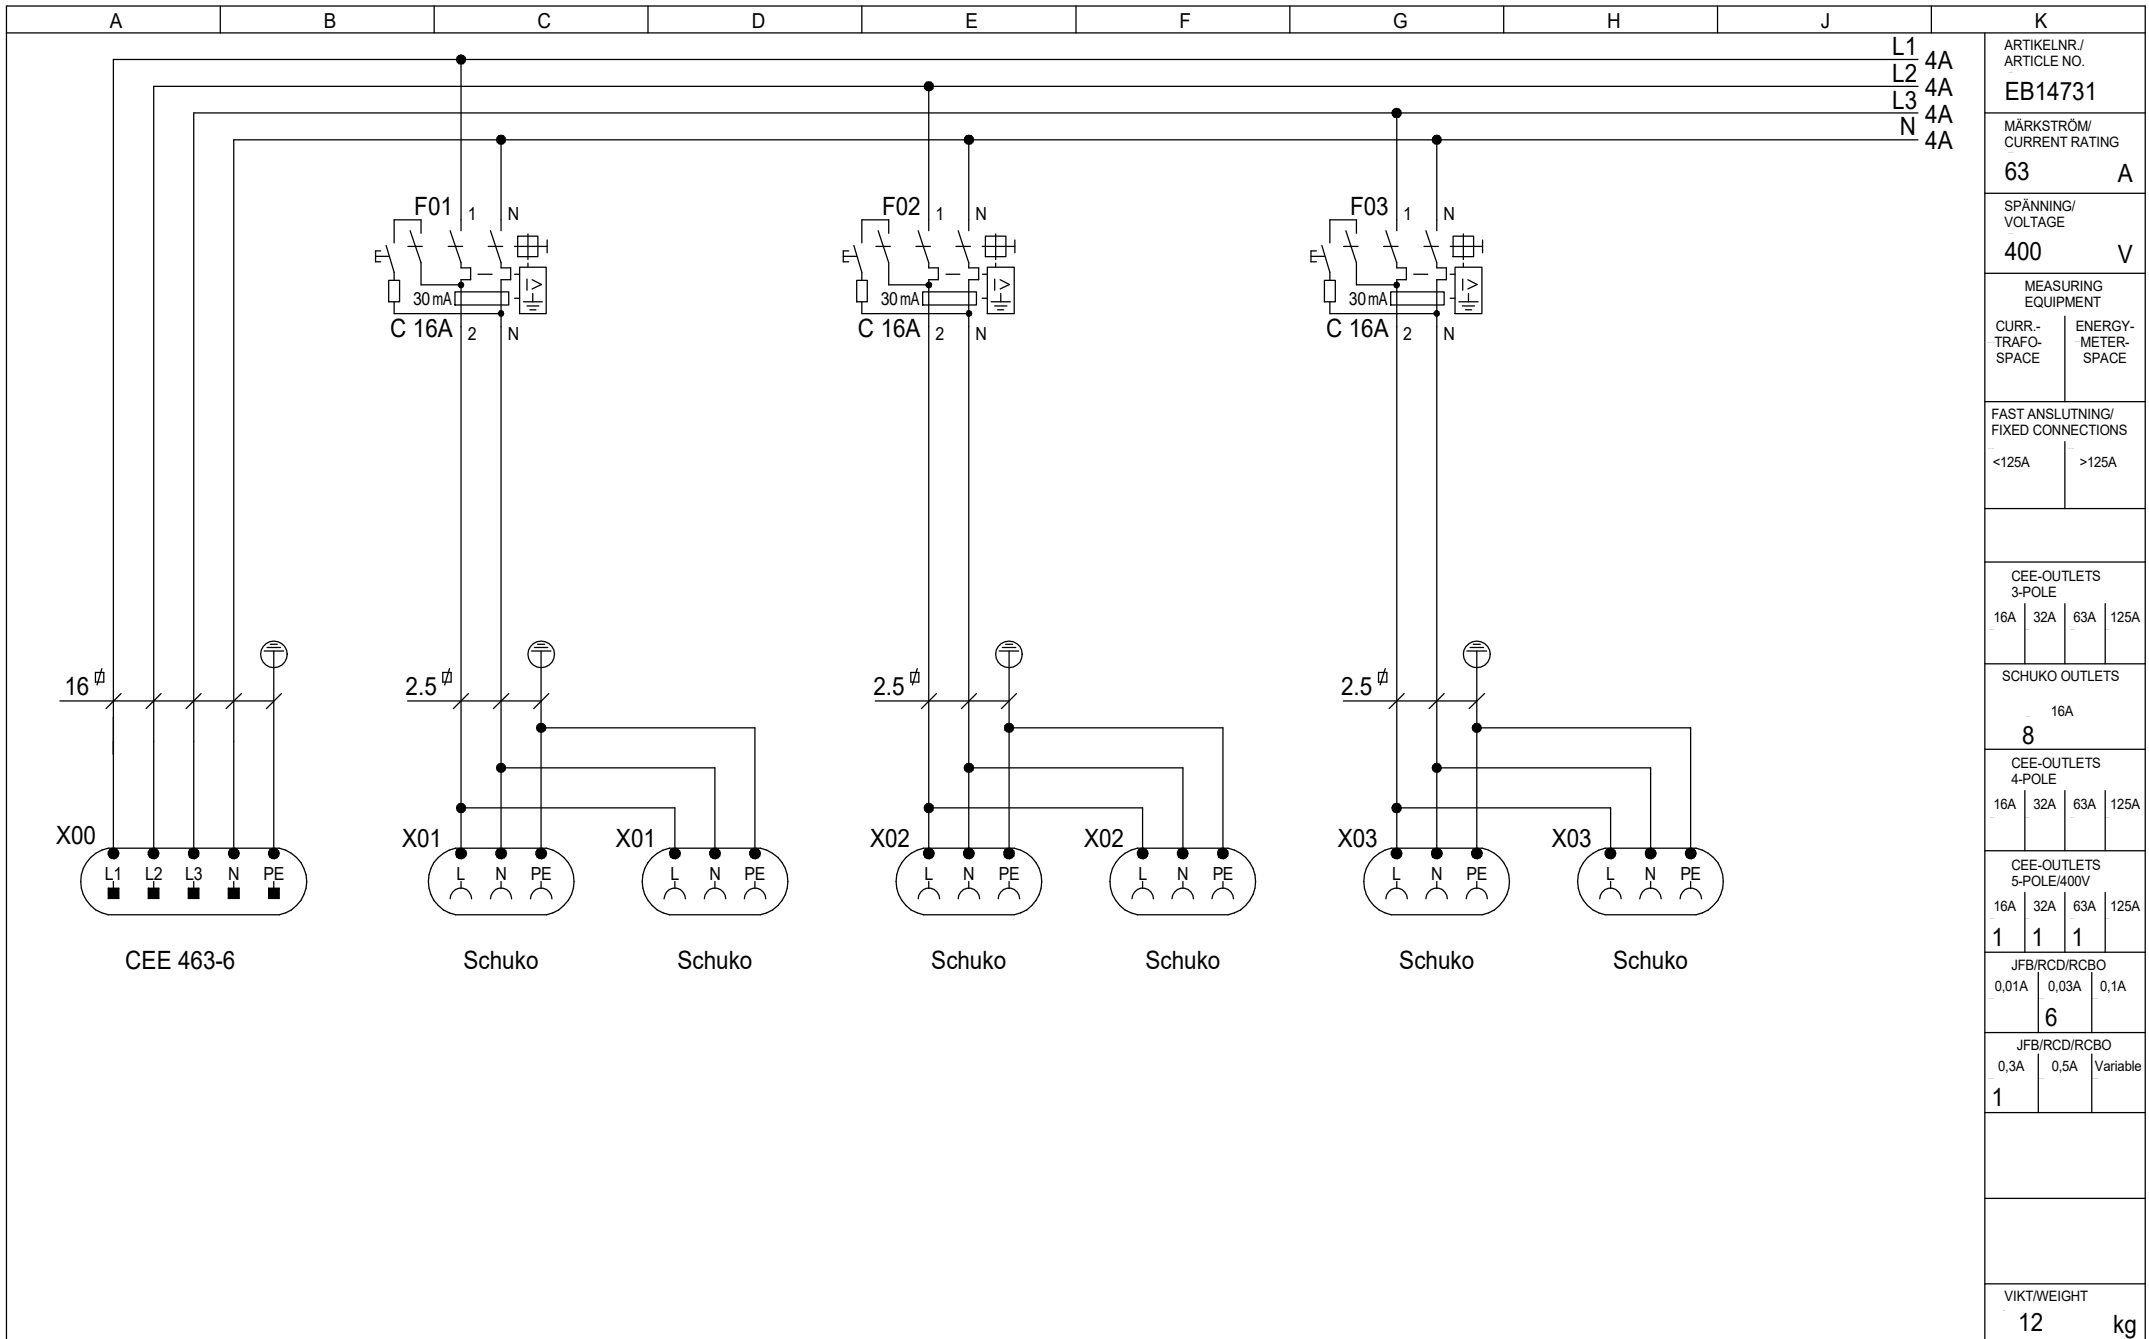 A B C D E F G H J K
L1 4A
L2 4A
L3 4A
N 4A
F01 1 N
30 mA
C 16A 2 N
F02 1 N
30 mA
C 16A 2 N
F03 1 N
30 mA
C 16A 2 N
16
2.5
2.5
2.5
X00
L1 L2 L3 N PE
CEE 463-6
X01
L N PE
Schuko
X01
L N PE
Schuko
X02
L N PE
Schuko
X02
L N PE
Schuko
X03
L N PE
Schuko
X03
L N PE
Schuko
ARTIKELNR./
ARTICLE NO.
EB14731
MÄRKSTRÖM/
CURRENT RATING
63 A
SPÄNNING/
VOLTAGE
400 V
MEASURING
EQUIPMENT
CURR.-
TRAFO-
SPACE
ENERGY-
METER-
SPACE
FAST ANSLUTNING/
FIXED CONNECTIONS
<125A >125A
CEE-OUTLETS
3-POLE
16A 32A 63A 125A
SCHUKO OUTLETS
16A
8
CEE-OUTLETS
4-POLE
16A 32A 63A 125A
CEE-OUTLETS
5-POLE/400V
16A 32A 63A 125A
1 1 1
JFB/RCD/RCBO
0,01A 0,03A 0,1A
6
JFB/RCD/RCBO
0,3A 0,5A Variable
1
VIKT/WEIGHT
12 kg